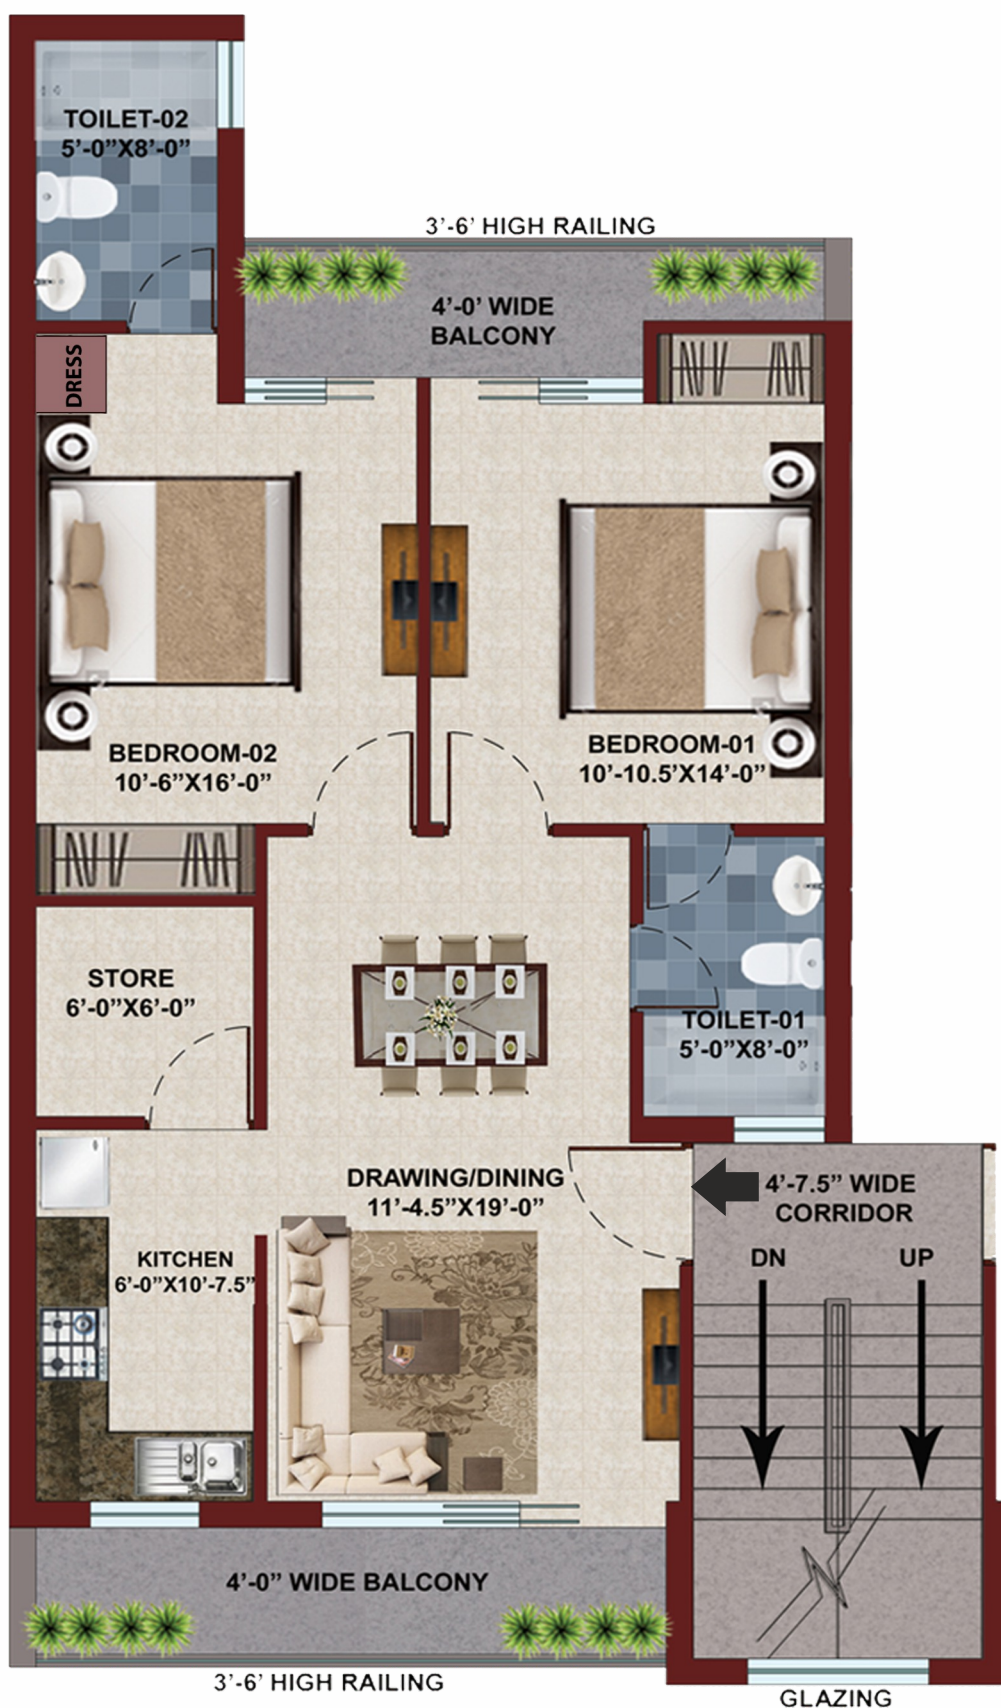 TOILET-02
5’-0”X8’-0”
3’-6’ HIGH RAILING
4’-0’ WIDE
BALCONY
DRESS
BEDROOM-02
10’-6”X16’-0”
BEDROOM-01
10’-10.5’X14’-0”
STORE
6’-0”X6’-0”
TOILET-01
5’-0”X8’-0”
DRAWING/DINING
11’-4.5”X19’-0”
4’-7.5” WIDE
CORRIDOR
KITCHEN
6’-0”X10’-7.5”
DN
UP
4’-0” WIDE BALCONY
3’-6’ HIGH RAILING
GLAZING